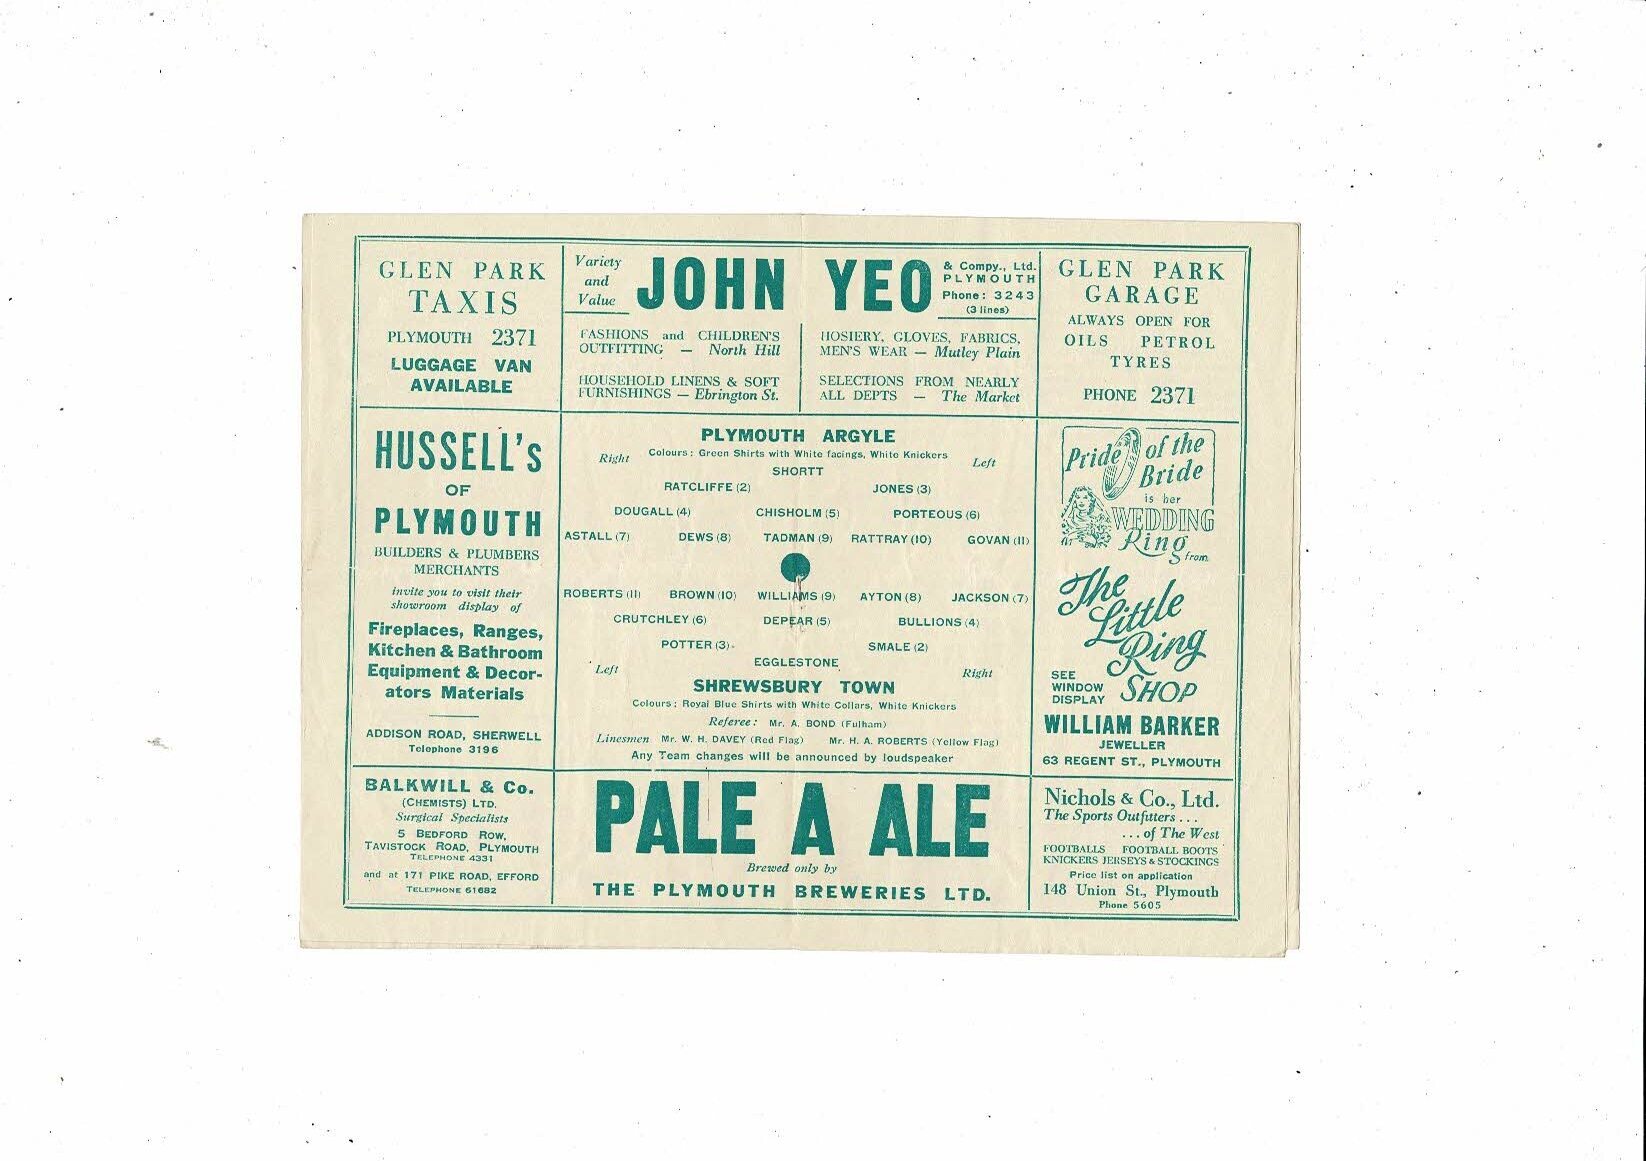 GLEN PARK
TAXIS
PLYMOUTH 2371
LUGGAGE VAN
AVAILABLE
Variety
and
Value
JOHN YEO
& Compy., Ltd.
PLYMOUTH
Phone: 3243
(3 lines)
FASHIONS and CHILDREN'S
OUTFITTING — North Hill
HOUSEHOLD LINENS & SOFT
FURNISHINGS — Ebrington St.
HOSIERY, GLOVES, FABRICS,
MEN'S WEAR — Mutley Plain
SELECTIONS FROM NEARLY
ALL DEPTS — The Market
GLEN PARK
GARAGE
ALWAYS OPEN FOR
OILS PETROL
TYRES
PHONE 2371
HUSSELL's
OF
PLYMOUTH
BUILDERS & PLUMBERS
MERCHANTS
invite you to visit their
showroom display of
Fireplaces, Ranges,
Kitchen & Bathroom
Equipment & Decor-
ators Materials
ADDISON ROAD, SHERWELL
Telephone 3196
PLYMOUTH ARGYLE
Colours: Green Shirts with White facings, White Knickers
Right Left
SHORTT
RATCLIFFE (2) JONES (3)
DOUGALL (4) CHISHOLM (5) PORTEOUS (6)
ASTALL (7) DEWS (8) TADMAN (9) RATTRAY (10) GOVAN (11)
ROBERTS (11) BROWN (10) WILLIAMS (9) AYTON (8) JACKSON (7)
CRUTCHLEY (6) DEPEAR (5) BULLIONS (4)
POTTER (3) SMALE (2)
EGGLESTONE
Left Right
SHREWSBURY TOWN
Colours: Royal Blue Shirts with White Collars, White Knickers
Referee: Mr. A. BOND (Fulham)
Linesmen Mr. W. H. DAVEY (Red Flag) Mr. H. A. ROBERTS (Yellow Flag)
Any Team changes will be announced by loudspeaker
Pride of the
Bride
is her
WEDDING
Ring
from
The
Little
Ring
SHOP
SEE
WINDOW
DISPLAY
WILLIAM BARKER
JEWELLER
63 REGENT ST., PLYMOUTH
BALKWILL & Co.
(CHEMISTS) LTD.
Surgical Specialists
5 BEDFORD ROW,
TAVISTOCK ROAD, PLYMOUTH
TELEPHONE 4331
and at 171 PIKE ROAD, EFFORD
TELEPHONE 61682
PALE A ALE
Brewed only by
THE PLYMOUTH BREWERIES LTD.
Nichols & Co., Ltd.
The Sports Outfitters ...
... of The West
FOOTBALLS FOOTBALL BOOTS
KNICKERS JERSEYS & STOCKINGS
Price list on application
148 Union St., Plymouth
Phone 5605